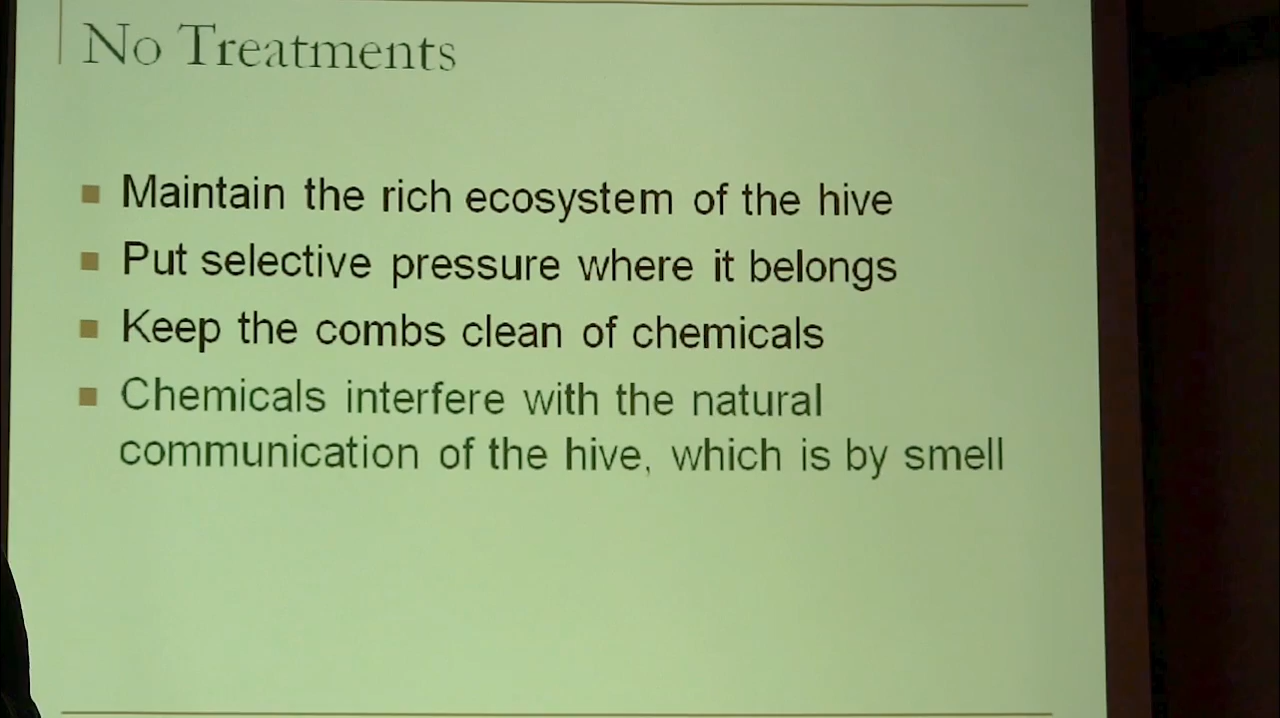 No Treatments
Maintain the rich ecosystem of the hive
Put selective pressure where it belongs
Keep the combs clean of chemicals
Chemicals interfere with the natural
communication of the hive, which is by smell